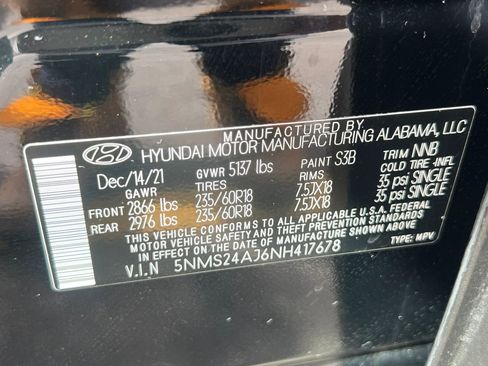 MANUFACTURED BY
HYUNDAI MOTOR MANUFACTURING ALABAMA, LLC
Dec/14/21 GVWR 5137 lbs PAINT S3B TRIM NNB
GAWR TIRES RIMS COLD TIRE -INFL
FRONT 2866 lbs 235/60R18 7.5JX18 35 psi SINGLE
REAR 2976 lbs 235/60R18 7.5JX18 35 psi SINGLE
THIS VEHICLE CONFORMS TO ALL APPLICABLE U.S.A. FEDERAL
MOTOR VEHICLE SAFETY AND THEFT PREVENTION STANDARDS
IN EFFECT ON THE DATE OF MANUFACTURE SHOWN ABOVE.
V.I.N 5NMS24AJ6NH417678 TYPE: MPV